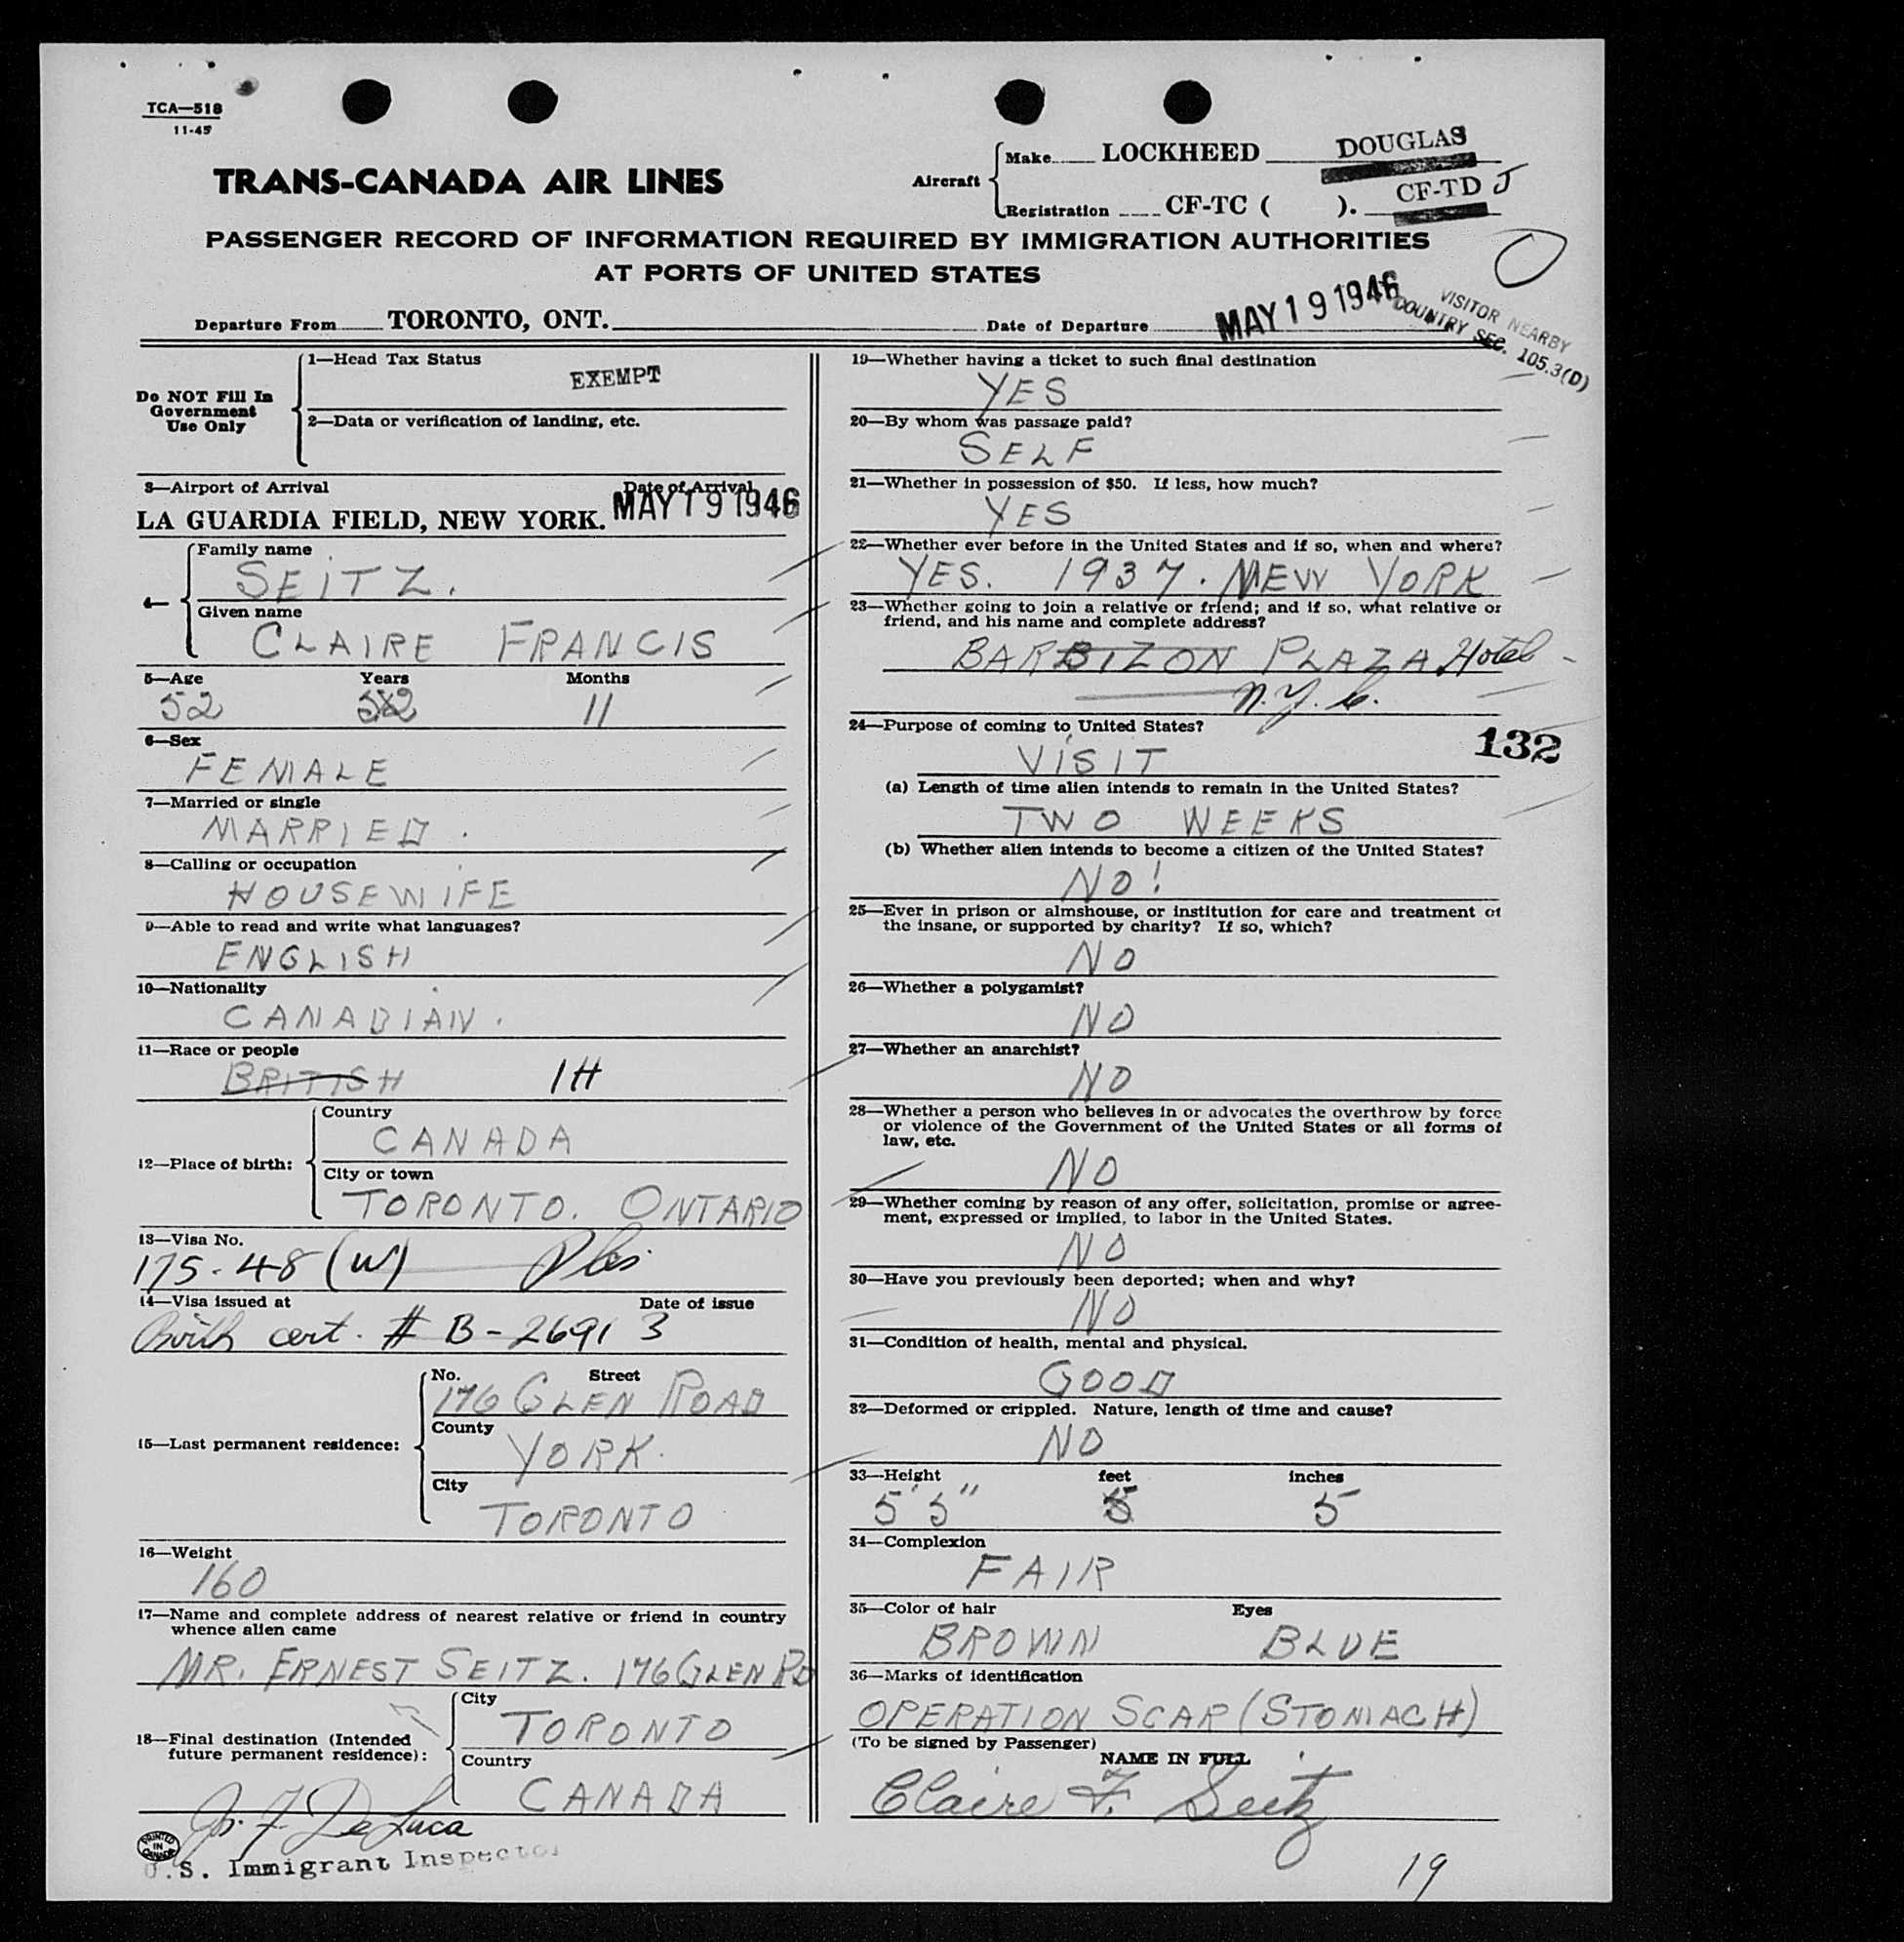 TCA—518
11-45
TRANS-CANADA AIR LINES
Aircraft
Make LOCKHEED DOUGLAS
Registration CF-TC ( ). CF-TD J
PASSENGER RECORD OF INFORMATION REQUIRED BY IMMIGRATION AUTHORITIES
AT PORTS OF UNITED STATES
Departure From TORONTO, ONT. Date of Departure MAY 19 1946
VISITOR NEARBY
COUNTRY SEC. 105.3(D)
Do NOT Fill In
Government
Use Only
1—Head Tax Status
EXEMPT
2—Data or verification of landing, etc.
3—Airport of Arrival Date of Arrival
LA GUARDIA FIELD, NEW YORK. MAY 19 1946
4—
Family name
SEITZ.
Given name
CLAIRE FRANCIS
5—Age Years Months
52 52 11
6—Sex
FEMALE
7—Married or single
MARRIED.
8—Calling or occupation
HOUSEWIFE
9—Able to read and write what languages?
ENGLISH
10—Nationality
CANADIAN.
11—Race or people
BRITISH IH
12—Place of birth:
Country
CANADA
City or town
TORONTO. ONTARIO
13—Visa No.
175.48 (W)
14—Visa issued at Date of issue
Birth cert. # B-26913
15—Last permanent residence:
No. Street
176 GLEN ROAD
County
YORK.
City
TORONTO
16—Weight
160
17—Name and complete address of nearest relative or friend in country
whence alien came
MR. ERNEST SEITZ. 176 GLEN RD
18—Final destination (Intended
future permanent residence):
City
TORONTO
Country
CANADA
J. F. De Luca
PRINTED
IN
CANADA
U.S. Immigrant Inspector
19—Whether having a ticket to such final destination
YES
20—By whom was passage paid?
SELF
21—Whether in possession of $50. If less, how much?
YES
22—Whether ever before in the United States and if so, when and where?
YES. 1937. NEW YORK
23—Whether going to join a relative or friend; and if so, what relative or
friend, and his name and complete address?
BARBIZON PLAZA Hotel
N.Y.C.
24—Purpose of coming to United States?
VISIT
132
(a) Length of time alien intends to remain in the United States?
TWO WEEKS
(b) Whether alien intends to become a citizen of the United States?
NO!
25—Ever in prison or almshouse, or institution for care and treatment of
the insane, or supported by charity? If so, which?
NO
26—Whether a polygamist?
NO
27—Whether an anarchist?
NO
28—Whether a person who believes in or advocates the overthrow by force
or violence of the Government of the United States or all forms of
law, etc.
NO
29—Whether coming by reason of any offer, solicitation, promise or agree-
ment, expressed or implied, to labor in the United States.
NO
30—Have you previously been deported; when and why?
NO
31—Condition of health, mental and physical.
GOOD
32—Deformed or crippled. Nature, length of time and cause?
NO
33—Height feet inches
5'5" 5 5
34—Complexion
FAIR
35—Color of hair Eyes
BROWN BLUE
36—Marks of identification
OPERATION SCAR (STOMACH)
(To be signed by Passenger)
NAME IN FULL
Claire F. Seitz
19